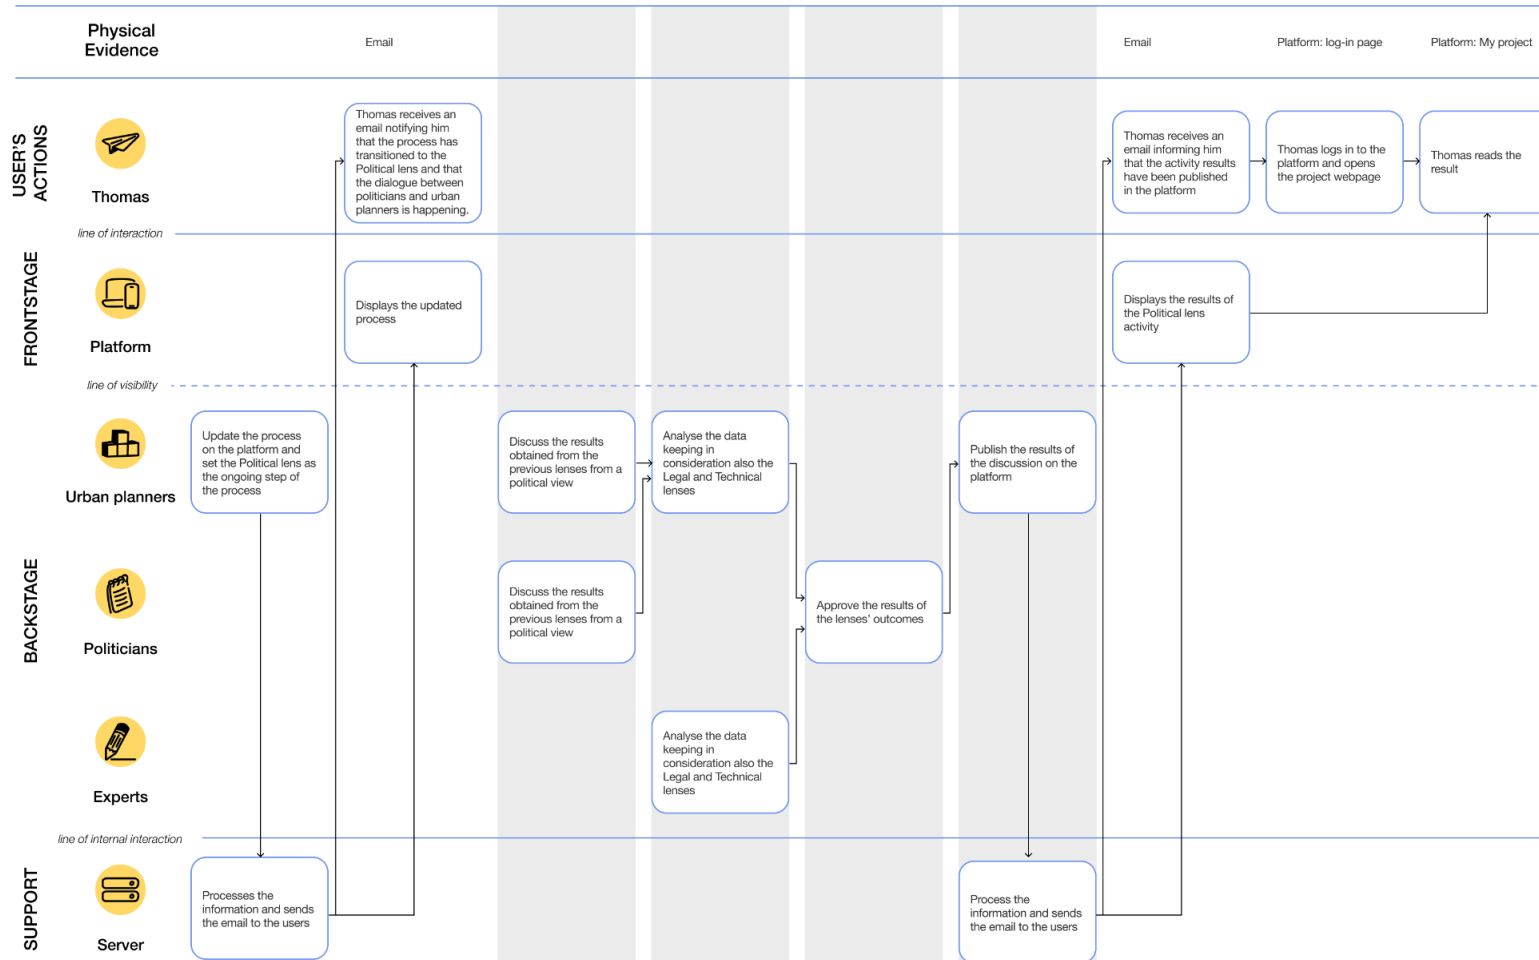 Physical
Evidence
Email
Email
Platform: log-in page
Platform: My project
USER'S
ACTIONS
Thomas
Thomas receives an
email notifying him
that the process has
transitioned to the
Political lens and that
the dialogue between
politicians and urban
planners is happening.
Thomas receives an
email informing him
that the activity results
have been published
in the platform
Thomas logs in to the
platform and opens
the project webpage
Thomas reads the
result
line of interaction
FRONTSTAGE
Platform
Displays the updated
process
Displays the results of
the Political lens
activity
line of visibility
BACKSTAGE
Urban planners
Update the process
on the platform and
set the Political lens as
the ongoing step of
the process
Discuss the results
obtained from the
previous lenses from a
political view
Analyse the data
keeping in
consideration also the
Legal and Technical
lenses
Publish the results of
the discussion on the
platform
Politicians
Discuss the results
obtained from the
previous lenses from a
political view
Approve the results of
the lenses' outcomes
Experts
Analyse the data
keeping in
consideration also the
Legal and Technical
lenses
line of internal interaction
SUPPORT
Server
Processes the
information and sends
the email to the users
Process the
information and sends
the email to the users